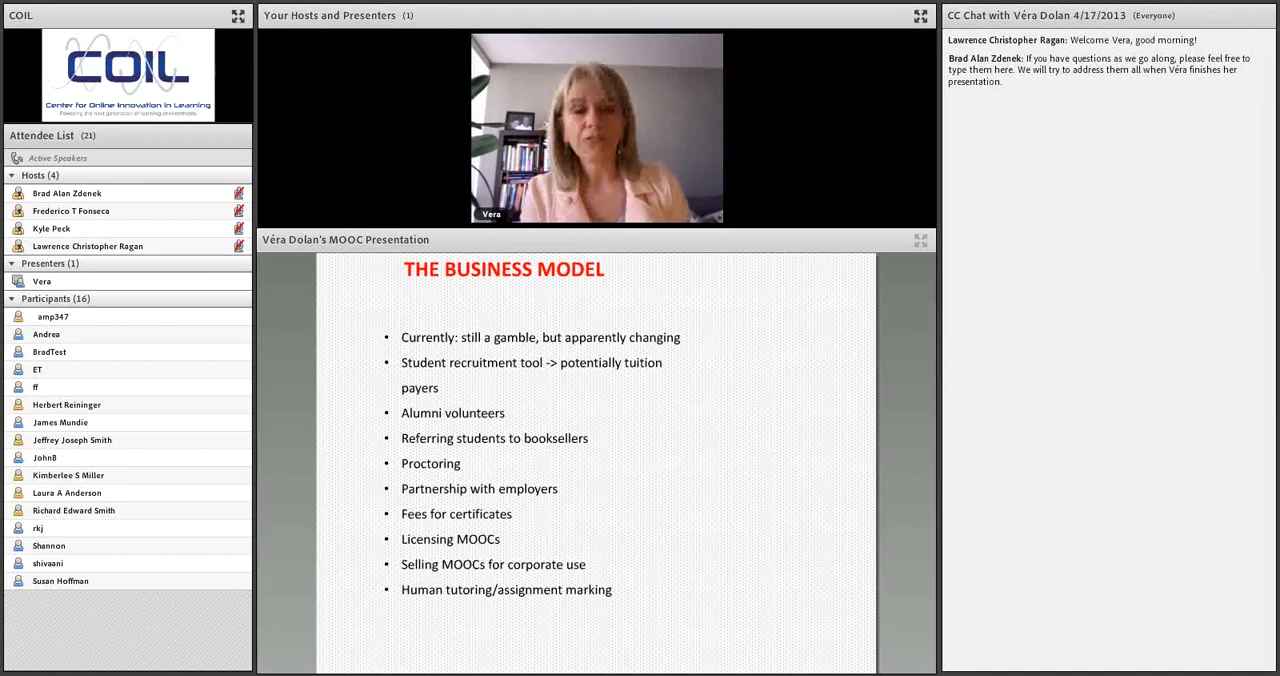 COIL
COIL
Center for Online Innovation in Learning
Powering the next generation of learning environments
Attendee List (21)
Active Speakers
Hosts (4)
Brad Alan Zdenek
Frederico T Fonseca
Kyle Peck
Lawrence Christopher Ragan
Presenters (1)
Vera
Participants (16)
amp347
Andrea
BradTest
ET
ff
Herbert Reininger
James Mundie
Jeffrey Joseph Smith
JohnB
Kimberlee S Miller
Laura A Anderson
Richard Edward Smith
rkj
Shannon
shivaani
Susan Hoffman
Your Hosts and Presenters (1)
Vera
Véra Dolan's MOOC Presentation
THE BUSINESS MODEL
• Currently: still a gamble, but apparently changing
• Student recruitment tool -> potentially tuition
payers
• Alumni volunteers
• Referring students to booksellers
• Proctoring
• Partnership with employers
• Fees for certificates
• Licensing MOOCs
• Selling MOOCs for corporate use
• Human tutoring/assignment marking
CC Chat with Véra Dolan 4/17/2013 (Everyone)
Lawrence Christopher Ragan: Welcome Vera, good morning!
Brad Alan Zdenek: If you have questions as we go along, please feel free to
type them here. We will try to address them all when Véra finishes her
presentation.